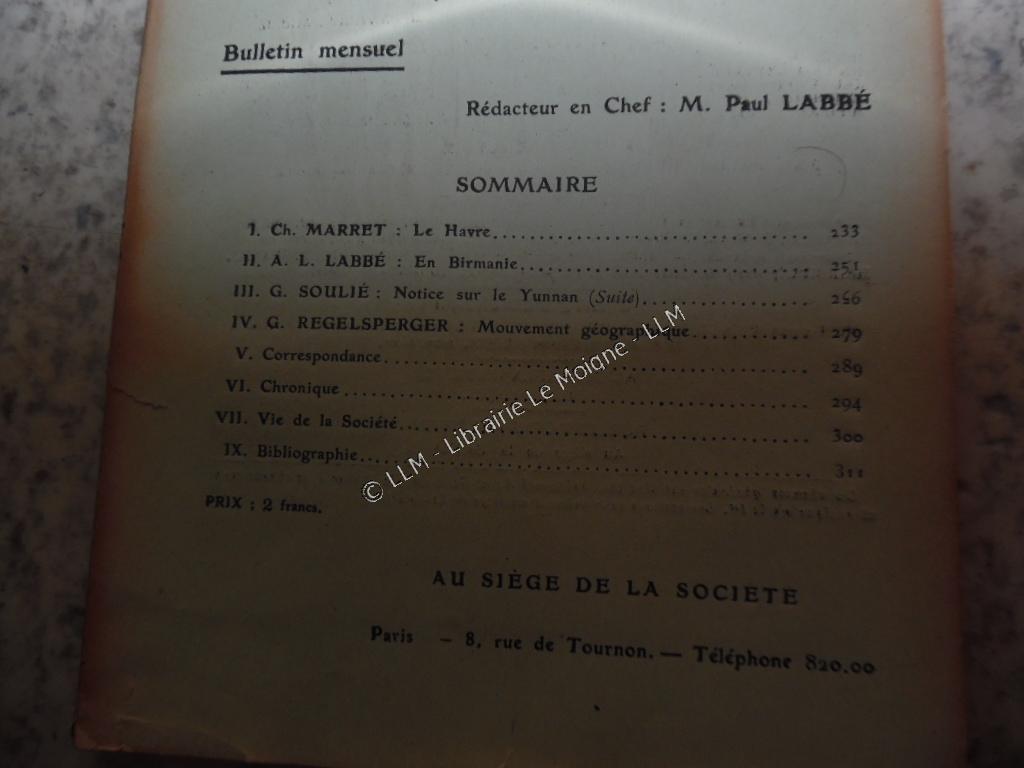 Bulletin mensuel
Rédacteur en Chef : M. Paul LABBÉ
SOMMAIRE
I. Ch. MARRET : Le Havre.......... 233
II. A. L. LABBÉ : En Birmanie.......... 251
III. G. SOULIÉ : Notice sur le Yunnan (Suite).......... 266
IV. G. REGELSPERGER : Mouvement géographique.......... 279
V. Correspondance.......... 289
VI. Chronique.......... 294
VII. Vie de la Société.......... 300
IX. Bibliographie.......... 311
PRIX : 2 francs.
AU SIÈGE DE LA SOCIETE
Paris — 8, rue de Tournon. — Téléphone 820.00
© LLM - Librairie Le Moigne - LLM